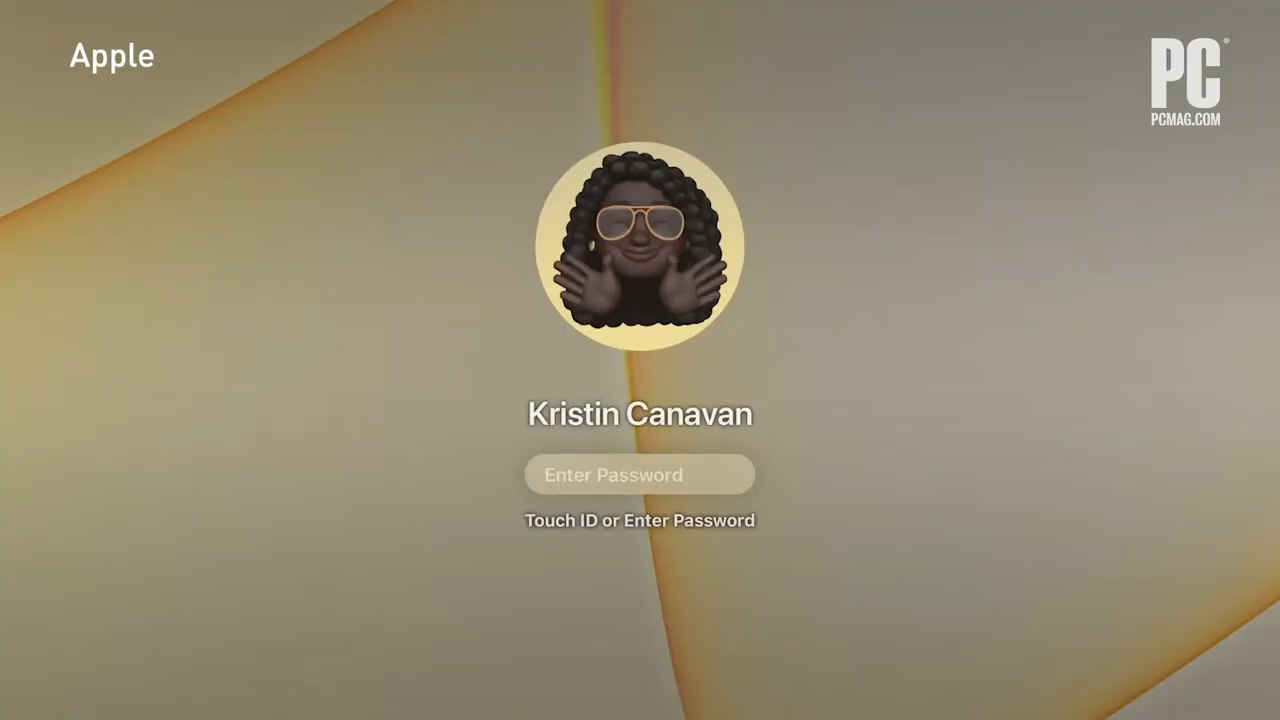 Apple
PC®
PCMAG.COM
Kristin Canavan
Enter Password
Touch ID or Enter Password